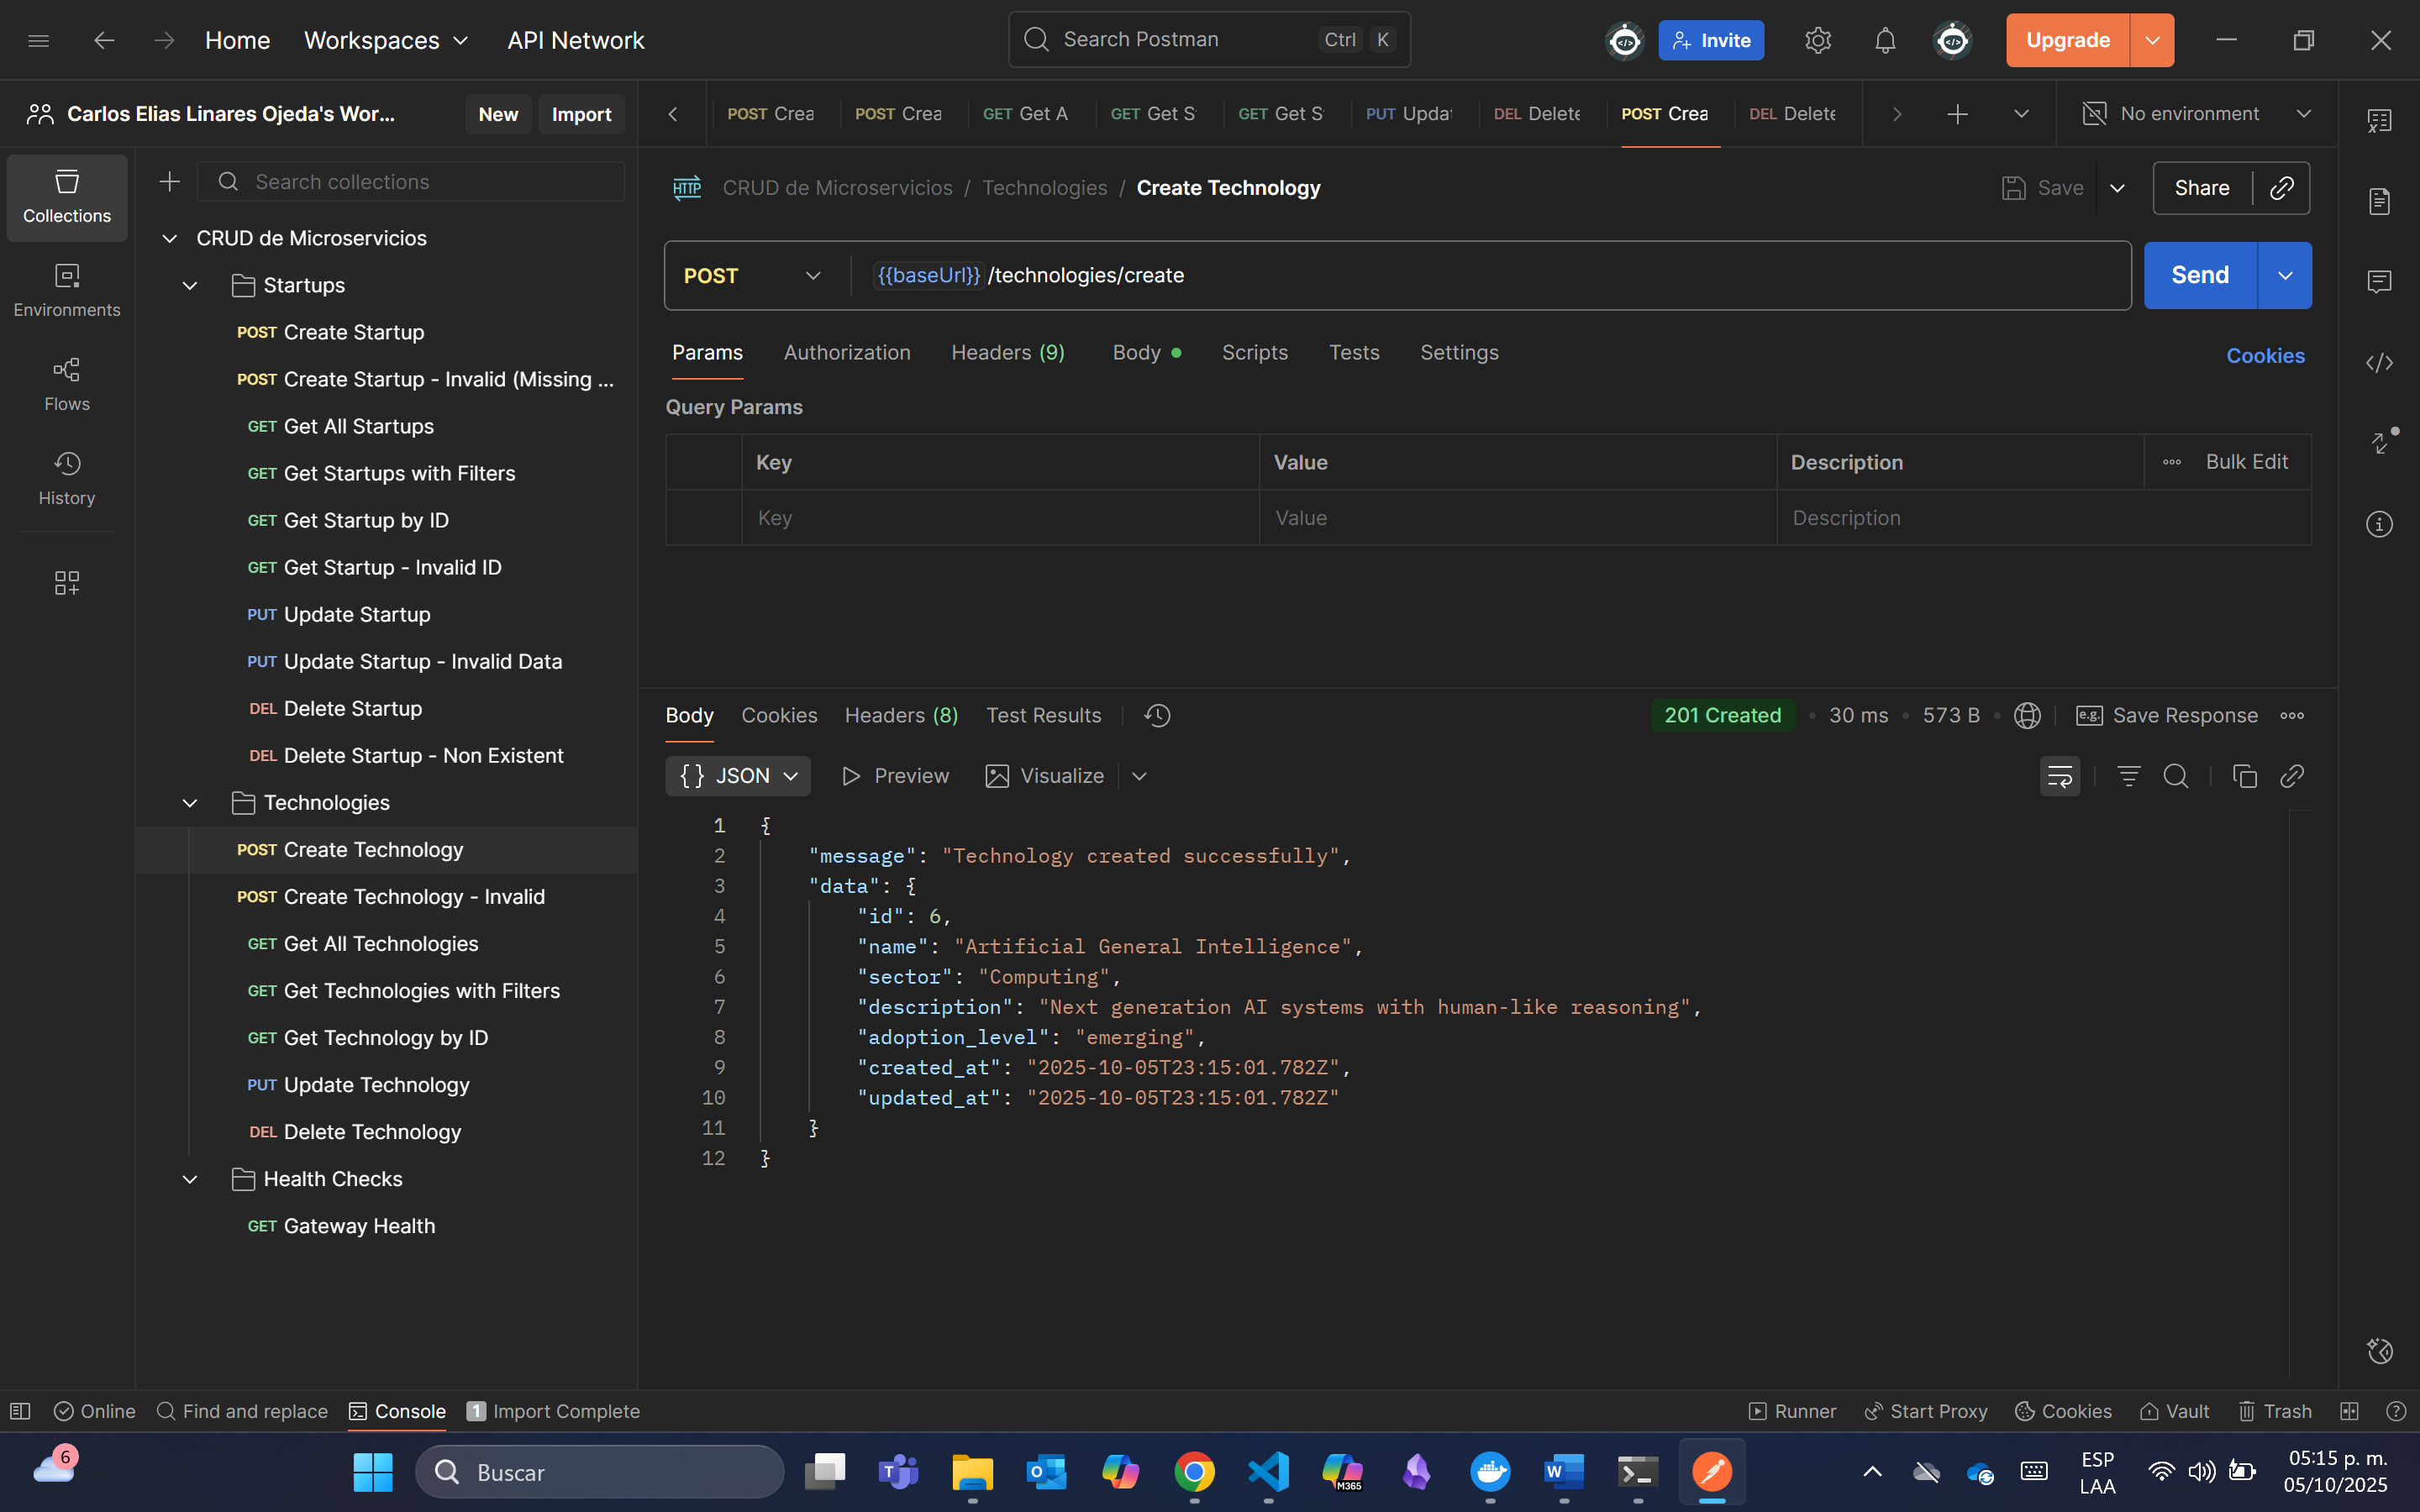 Home
Workspaces
API Network
Search Postman
Ctrl K
Invite
Upgrade
Carlos Elias Linares Ojeda's Wor...
New
Import
POST Crea
POST Crea
GET Get A
GET Get S
GET Get S
PUT Updat
DEL Delete
POST Crea
DEL Delete
No environment
Collections
Environments
Flows
History
Search collections
CRUD de Microservicios
Startups
POST Create Startup
POST Create Startup - Invalid (Missing ...
GET Get All Startups
GET Get Startups with Filters
GET Get Startup by ID
GET Get Startup - Invalid ID
PUT Update Startup
PUT Update Startup - Invalid Data
DEL Delete Startup
DEL Delete Startup - Non Existent
Technologies
POST Create Technology
POST Create Technology - Invalid
GET Get All Technologies
GET Get Technologies with Filters
GET Get Technology by ID
PUT Update Technology
DEL Delete Technology
Health Checks
GET Gateway Health
HTTP CRUD de Microservicios / Technologies / Create Technology
Save
Share
POST
{{baseUrl}}/technologies/create
Send
Params
Authorization
Headers (9)
Body
Scripts
Tests
Settings
Cookies
Query Params
Key
Value
Description
Bulk Edit
Key
Value
Description
Body
Cookies
Headers (8)
Test Results
201 Created
30 ms
573 B
e.g. Save Response
{} JSON
Preview
Visualize
1 {
2 "message": "Technology created successfully",
3 "data": {
4 "id": 6,
5 "name": "Artificial General Intelligence",
6 "sector": "Computing",
7 "description": "Next generation AI systems with human-like reasoning",
8 "adoption_level": "emerging",
9 "created_at": "2025-10-05T23:15:01.782Z",
10 "updated_at": "2025-10-05T23:15:01.782Z"
11 }
12 }
Online
Find and replace
Console
1 Import Complete
Runner
Start Proxy
Cookies
Vault
Trash
6
Buscar
M365
ESP
LAA
05:15 p. m.
05/10/2025